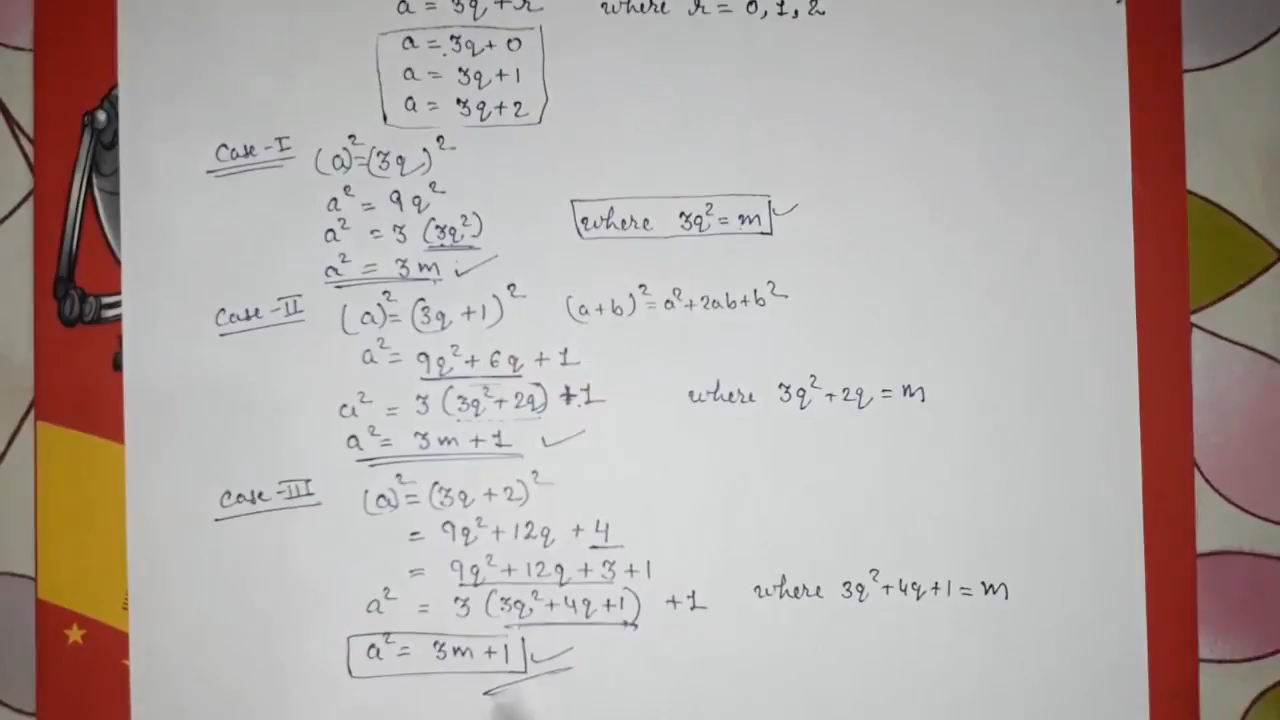 a = 3q + r where r = 0, 1, 2
a = 3q + 0
a = 3q + 1
a = 3q + 2
Case - I (a)² = (3q)²
a² = 9q²
a² = 3 (3q²) where 3q² = m
a² = 3m
Case - II (a)² = (3q + 1)² (a+b)² = a² + 2ab + b²
a² = 9q² + 6q + 1
a² = 3 (3q² + 2q) + 1 where 3q² + 2q = m
a² = 3m + 1
Case - III (a)² = (3q + 2)²
= 9q² + 12q + 4
= 9q² + 12q + 3 + 1
a² = 3 (3q² + 4q + 1) + 1 where 3q² + 4q + 1 = m
a² = 3m + 1